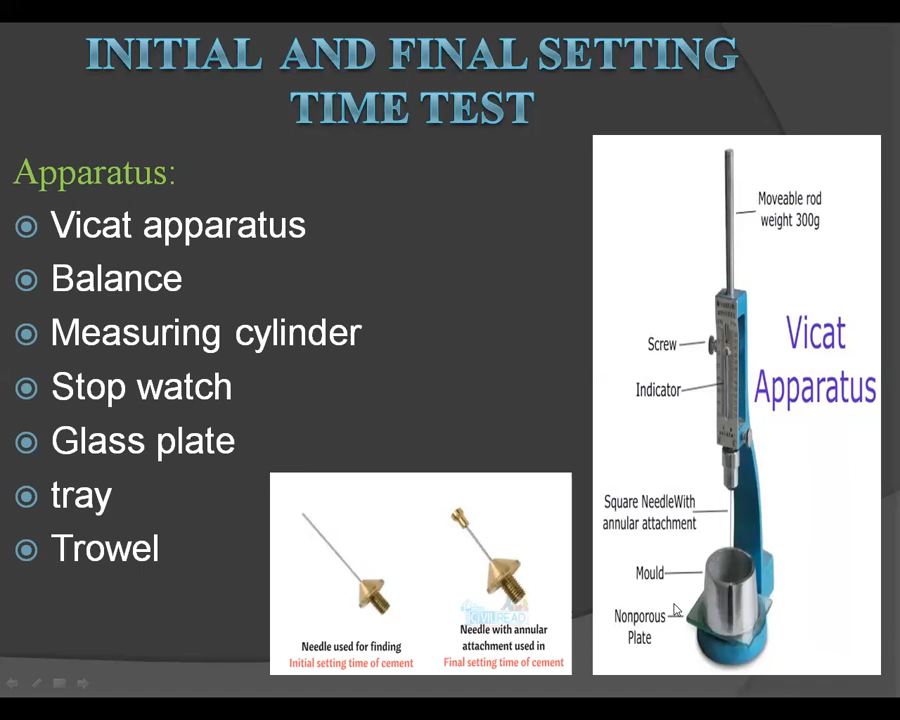 INITIAL AND FINAL SETTING
TIME TEST
Apparatus:
Vicat apparatus
Balance
Measuring cylinder
Stop watch
Glass plate
tray
Trowel
Needle used for finding
Initial setting time of cement
CIVILREAD
Needle with annular
attachment used in
Final setting time of cement
Moveable rod
weight 300g
Screw
Indicator
Vicat
Apparatus
Square NeedleWith
annular attachment
Mould
Nonporous
Plate